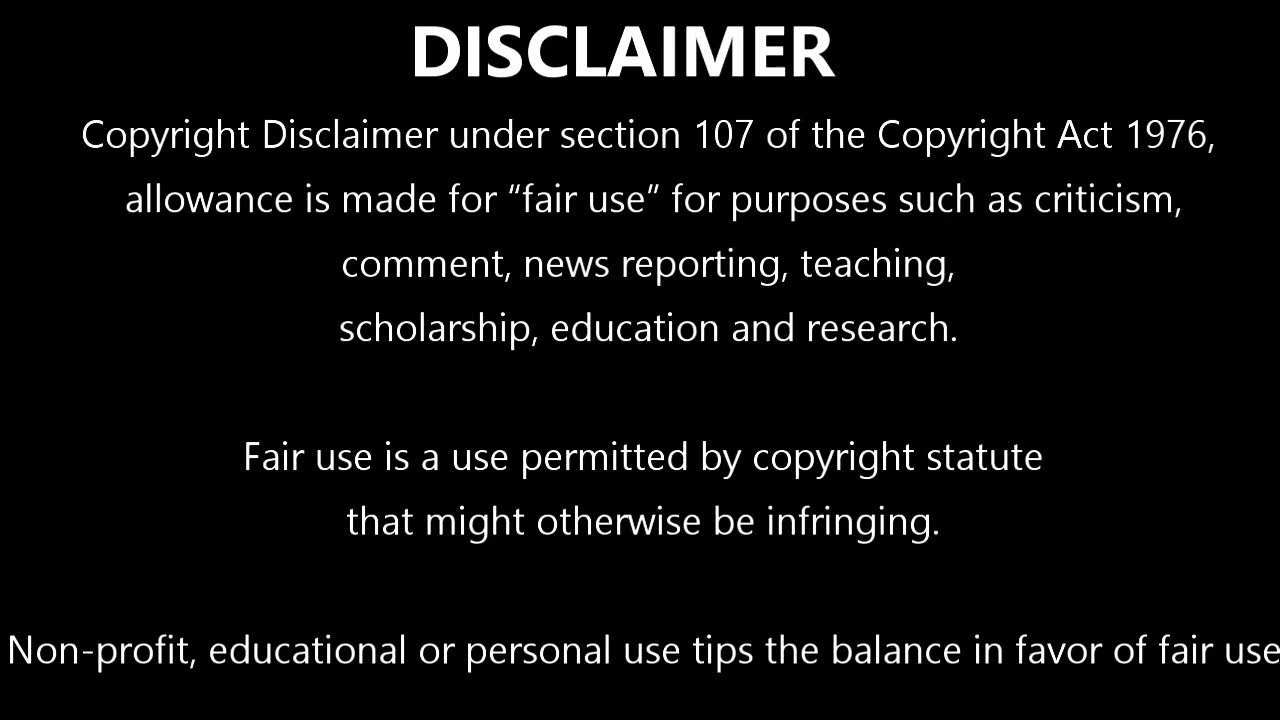 DISCLAIMER
Copyright Disclaimer under section 107 of the Copyright Act 1976,
allowance is made for “fair use” for purposes such as criticism,
comment, news reporting, teaching,
scholarship, education and research.
Fair use is a use permitted by copyright statute
that might otherwise be infringing.
Non-profit, educational or personal use tips the balance in favor of fair use